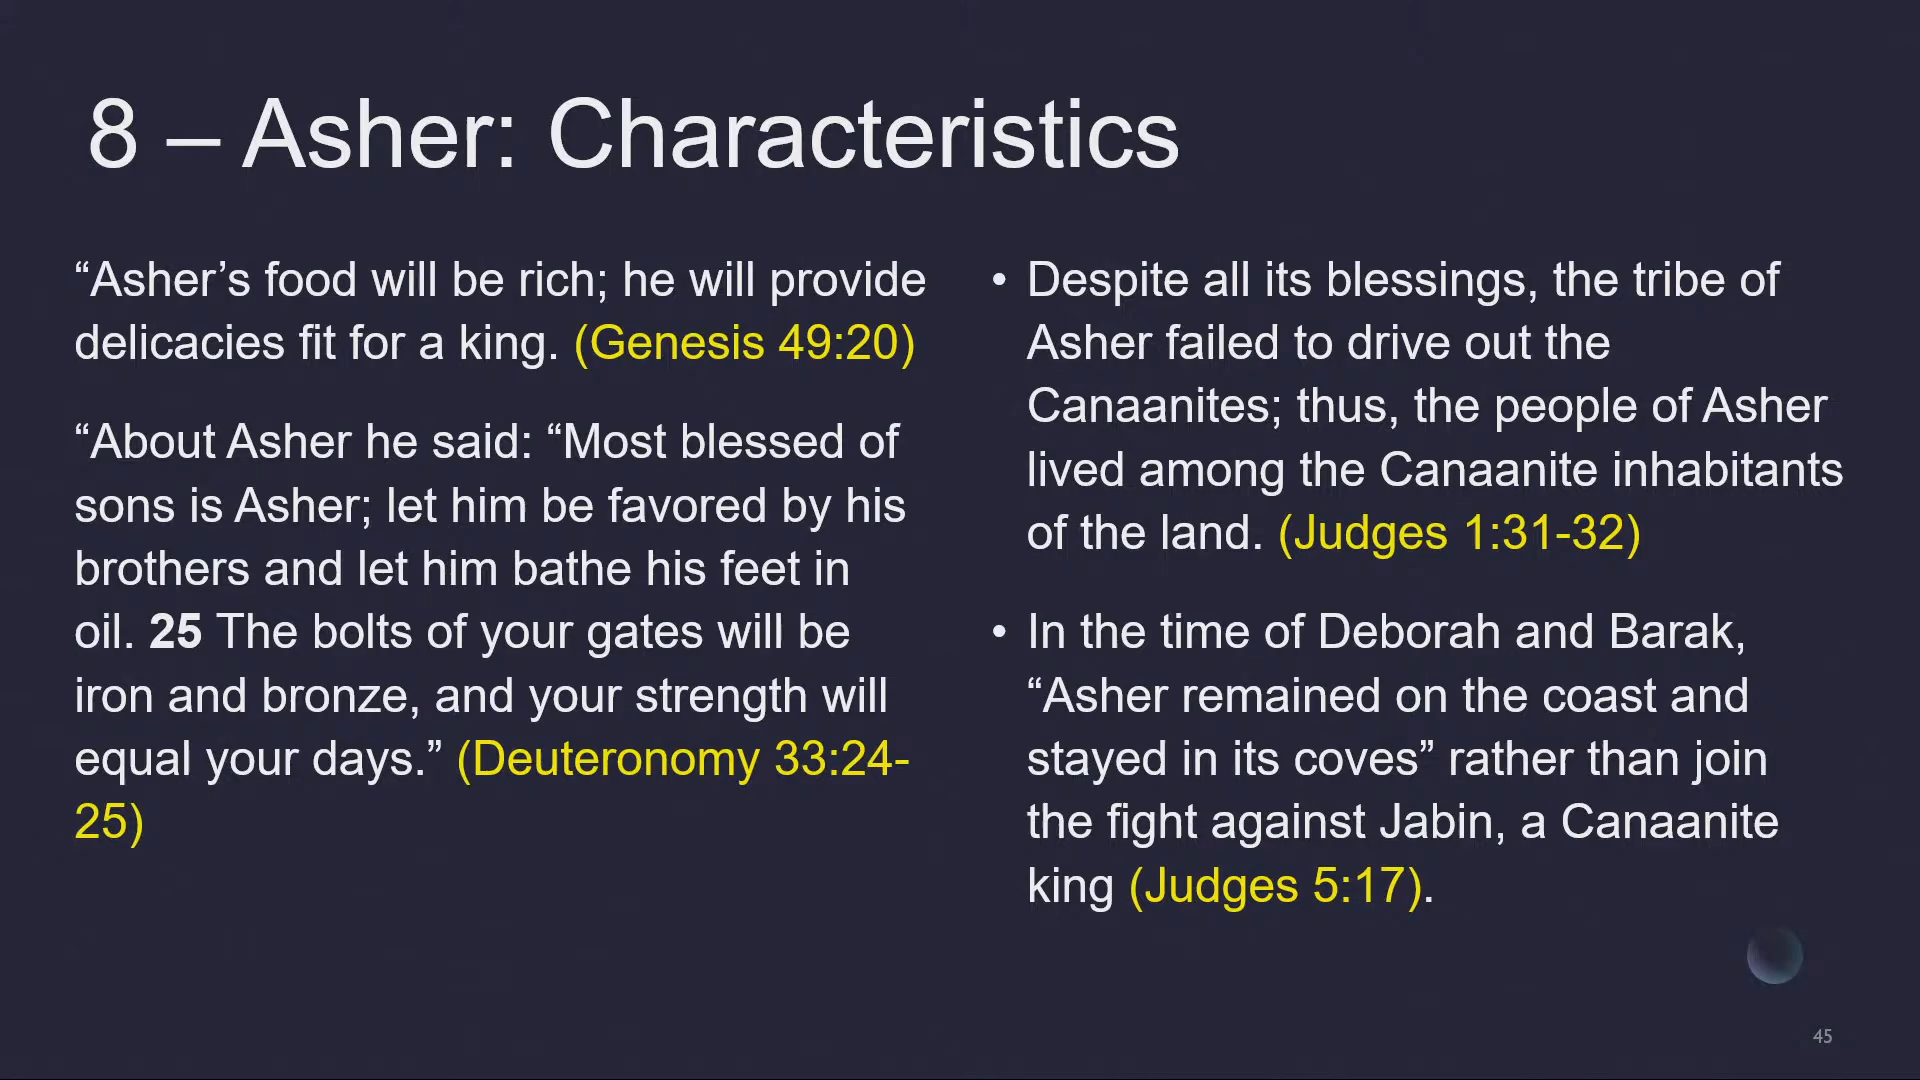 8 – Asher: Characteristics
“Asher’s food will be rich; he will provide
delicacies fit for a king. (Genesis 49:20)
“About Asher he said: “Most blessed of
sons is Asher; let him be favored by his
brothers and let him bathe his feet in
oil. 25 The bolts of your gates will be
iron and bronze, and your strength will
equal your days.” (Deuteronomy 33:24-
25)
• Despite all its blessings, the tribe of
Asher failed to drive out the
Canaanites; thus, the people of Asher
lived among the Canaanite inhabitants
of the land. (Judges 1:31-32)
• In the time of Deborah and Barak,
“Asher remained on the coast and
stayed in its coves” rather than join
the fight against Jabin, a Canaanite
king (Judges 5:17).
45